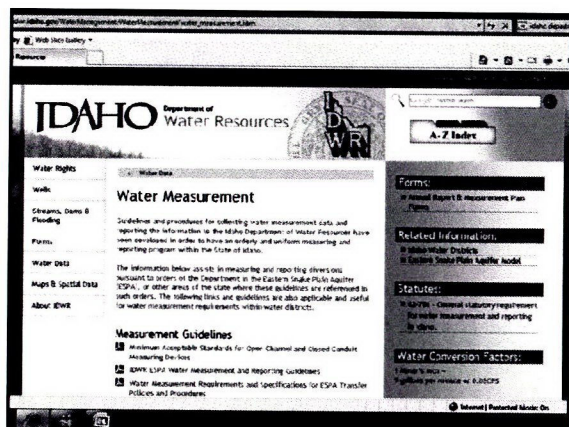 Web Slice Gallery
IDAHO Department of
Water Resources
IDWR
A-Z Index
Water Rights
Wells
Streams, Dams &
Flooding
Forms
Water Data
Maps & Spatial Data
About IDWR
Water Data
Water Measurement
Guidelines and procedures for collecting water measurement data and
reporting the information to the Idaho Department of Water Resources have
been developed in order to have an orderly and uniform measuring and
reporting program within the State of Idaho.
The information below assists in measuring and reporting diversions
pursuant to orders of the Department in the Eastern Snake Plain Aquifer
(ESPA), or other areas of the state where these guidelines are referenced in
such orders. The following links and guidelines are also applicable and useful
for water measurement requirements within water districts.
Measurement Guidelines
Minimum Acceptable Standards for Open Channel and Closed Conduit
Measuring Devices
IDWR ESPA Water Measurement and Reporting Guidelines
Water Measurement Requirements and Specifications for ESPA Transfer
Policies and Procedures
Forms:
Annual Report & Measurement Plan
Forms
Related Information:
Idaho Water Districts
Eastern Snake Plain Aquifer Model
Statutes:
- General statutory requirement
for water measurement and reporting
in Idaho.
Water Conversion Factors:
Internet | Protected Mode: On